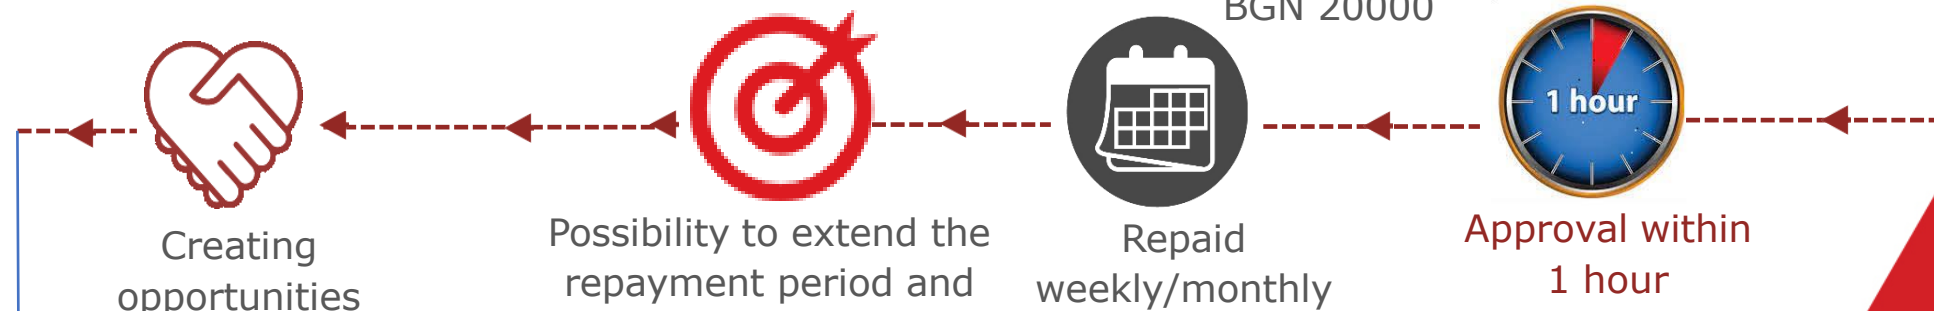 BGN 20000
1 hour
Creating
opportunities
Possibility to extend the
repayment period and
Repaid
weekly/monthly
Approval within
1 hour